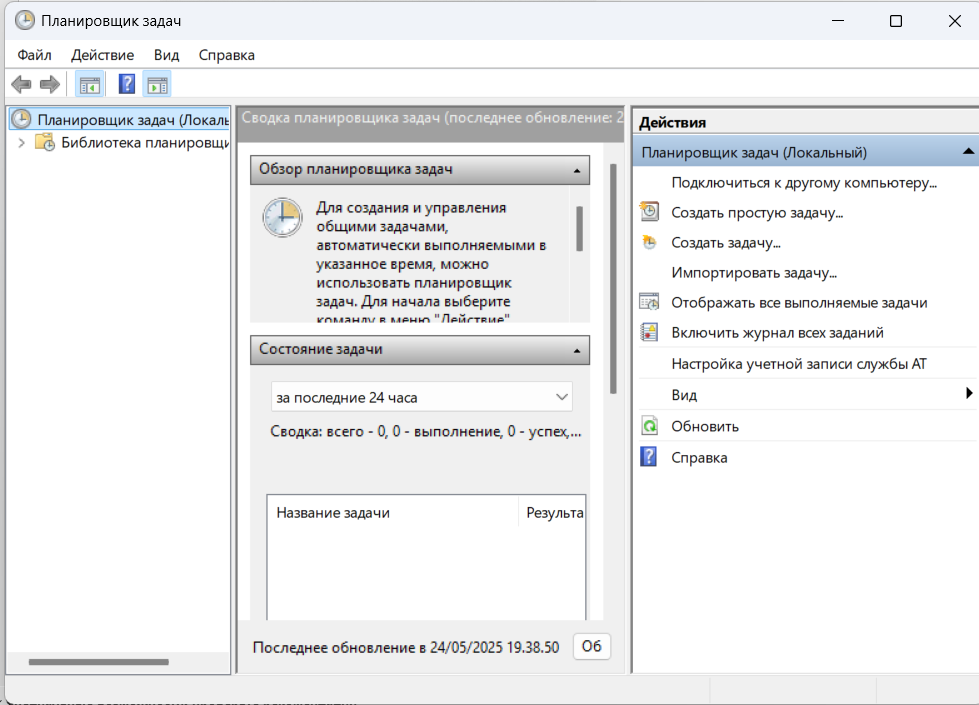 Планировщик задач
Файл Действие Вид Справка
Планировщик задач (Локаль
Библиотека планировщи
Сводка планировщика задач (последнее обновление: 2
Обзор планировщика задач
Для создания и управления
общими задачами,
автоматически выполняемыми в
указанное время, можно
использовать планировщик
задач. Для начала выберите
команду в меню "Действие"
Состояние задачи
за последние 24 часа
Сводка: всего - 0, 0 - выполнение, 0 - успех,...
Название задачи Результа
Последнее обновление в 24/05/2025 19.38.50 Об
Действия
Планировщик задач (Локальный)
Подключиться к другому компьютеру...
Создать простую задачу...
Создать задачу...
Импортировать задачу...
Отображать все выполняемые задачи
Включить журнал всех заданий
Настройка учетной записи службы АТ
Вид
Обновить
Справка